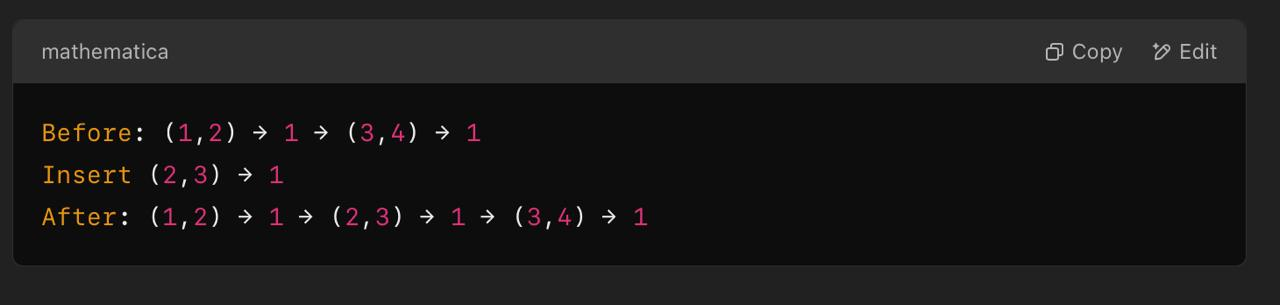 mathematica
Copy
Edit
Before: (1,2) → 1 → (3,4) → 1
Insert (2,3) → 1
After: (1,2) → 1 → (2,3) → 1 → (3,4) → 1